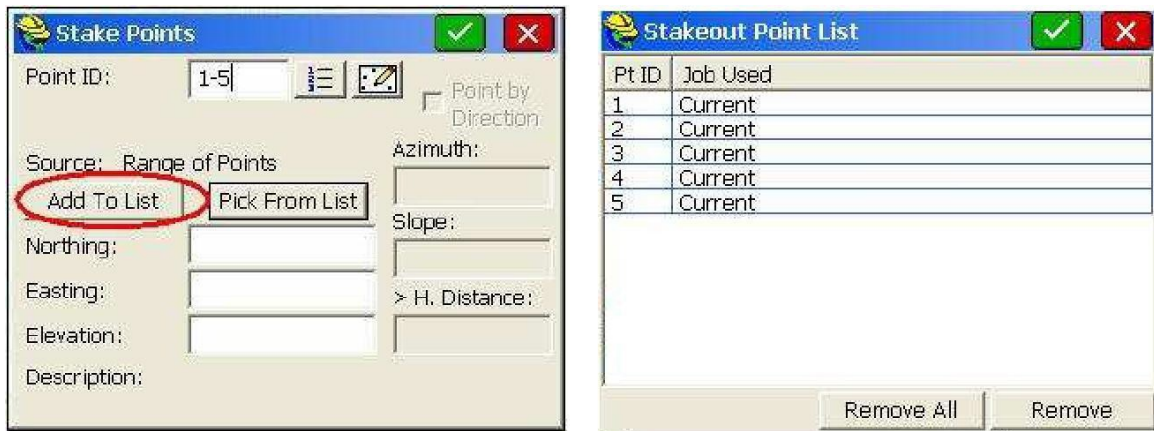 Stake Points
Point ID: 1-5
Point by
Direction
Source: Range of Points
Azimuth:
Add To List Pick From List
Slope:
Northing:
Easting:
> H. Distance:
Elevation:
Description:
Stakeout Point List
Pt ID Job Used
1 Current
2 Current
3 Current
4 Current
5 Current
Remove All Remove